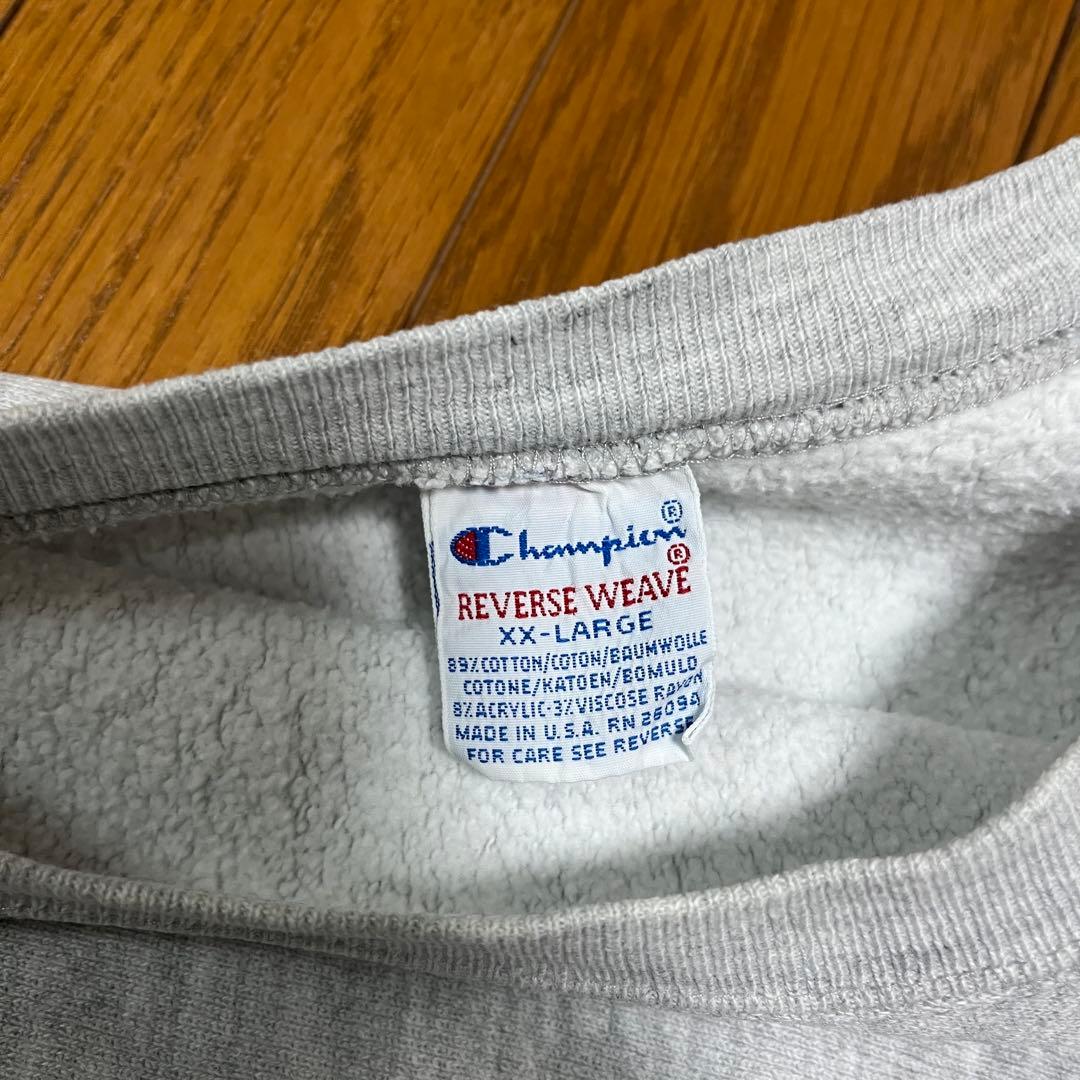 Champion®
REVERSE WEAVE®
XX-LARGE
89%COTTON/COTON/BAUMWOLLE
COTONE/KATOEN/BOMULD
8%ACRYLIC-3%VISCOSE RAYON
MADE IN U.S.A. RN 26094
FOR CARE SEE REVERSE